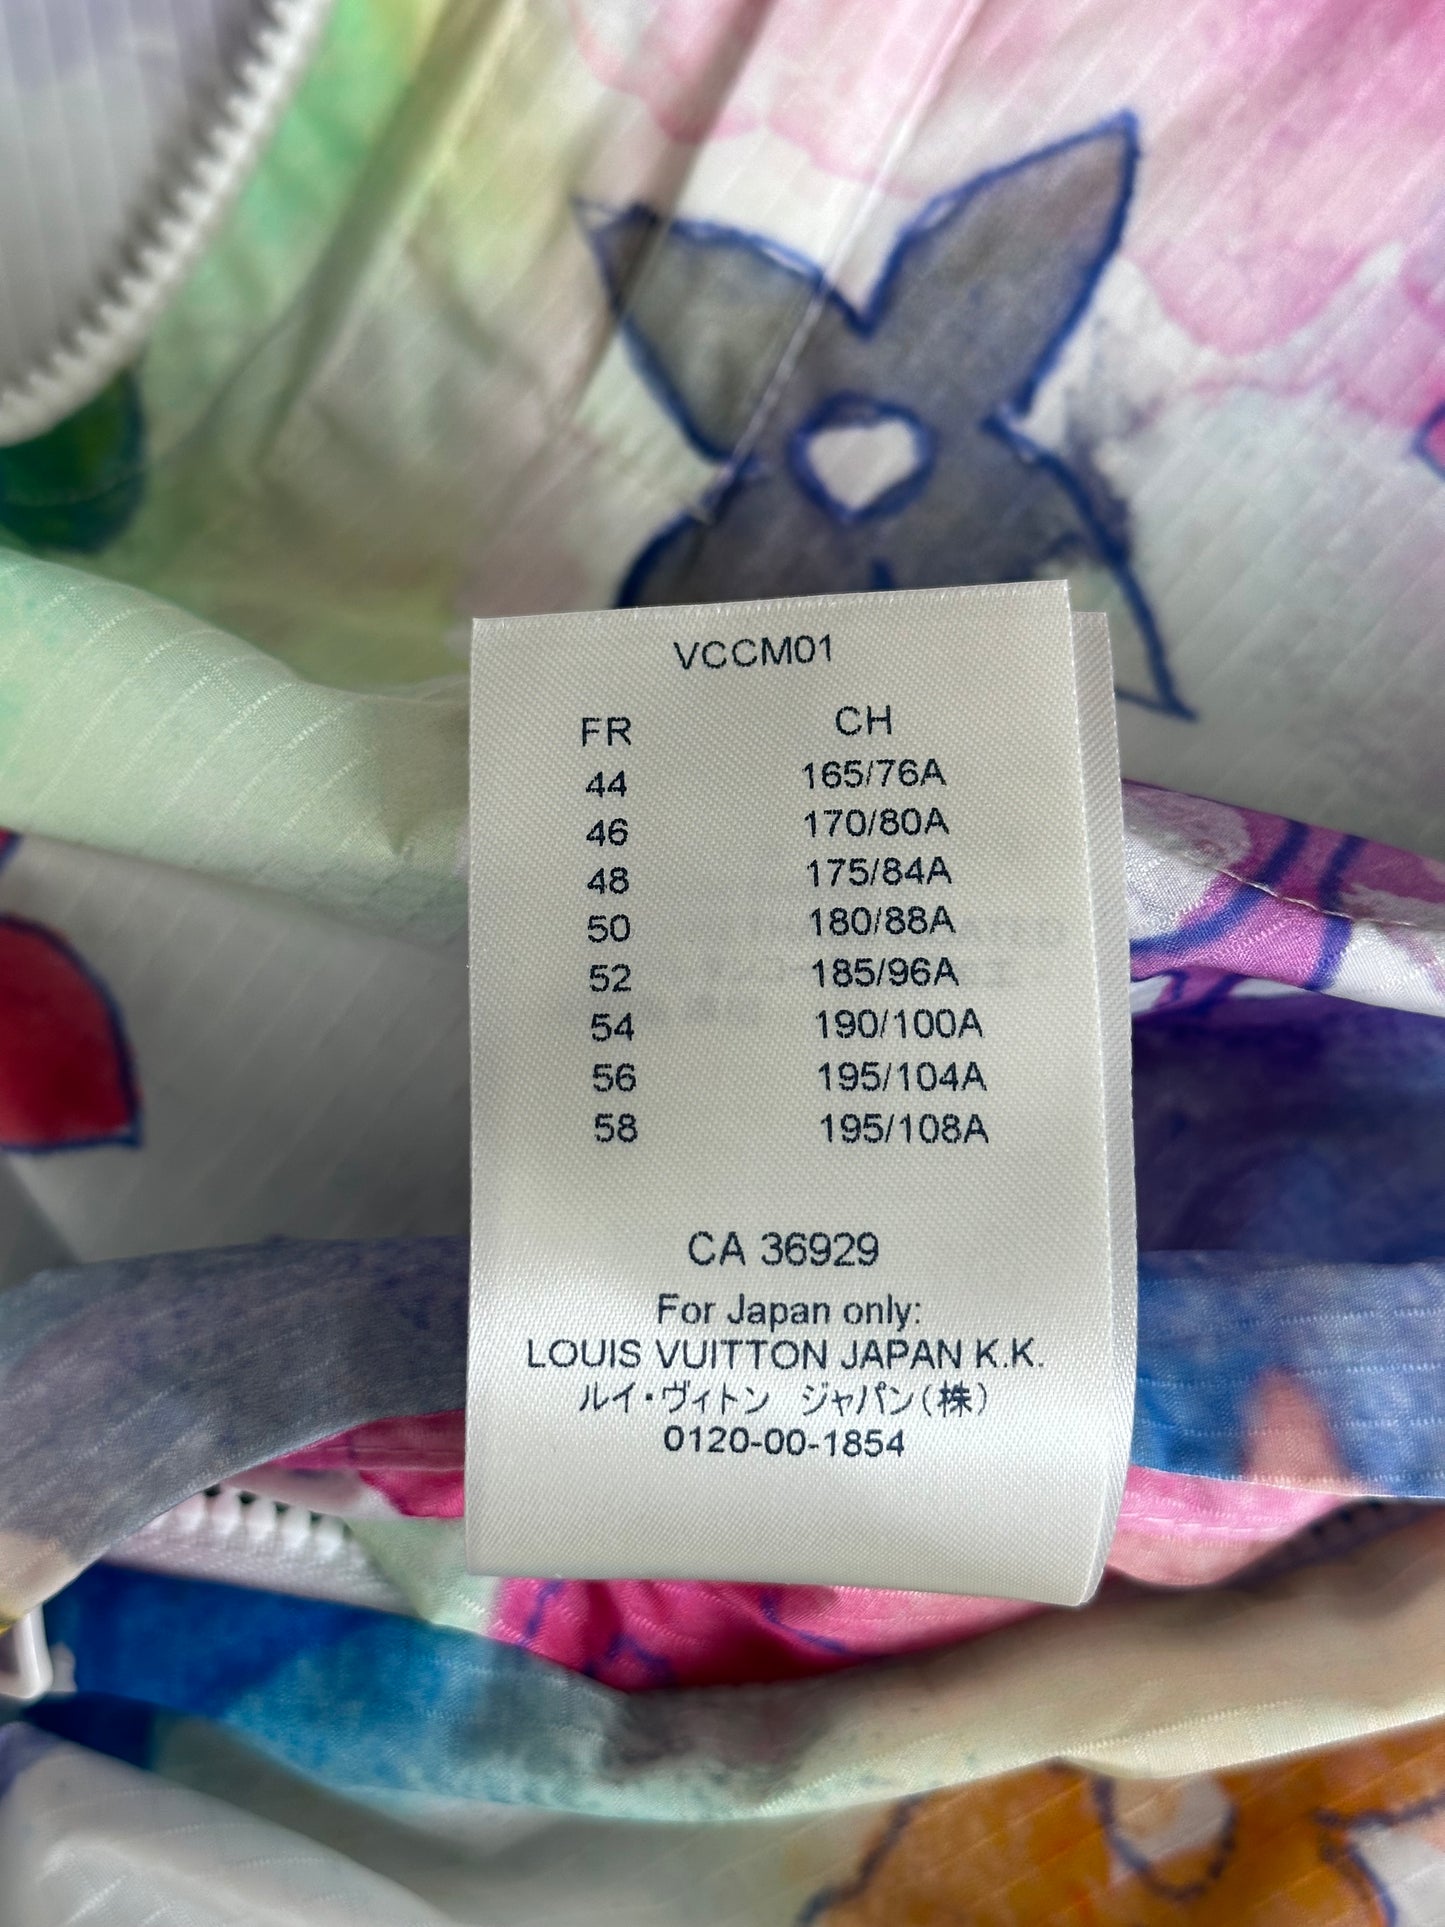 VCCM01
FR CH
44 165/76A
46 170/80A
48 175/84A
50 180/88A
52 185/96A
54 190/100A
56 195/104A
58 195/108A
CA 36929
For Japan only:
LOUIS VUITTON JAPAN K.K.
ルイ・ヴィトン ジャパン(株)
0120-00-1854